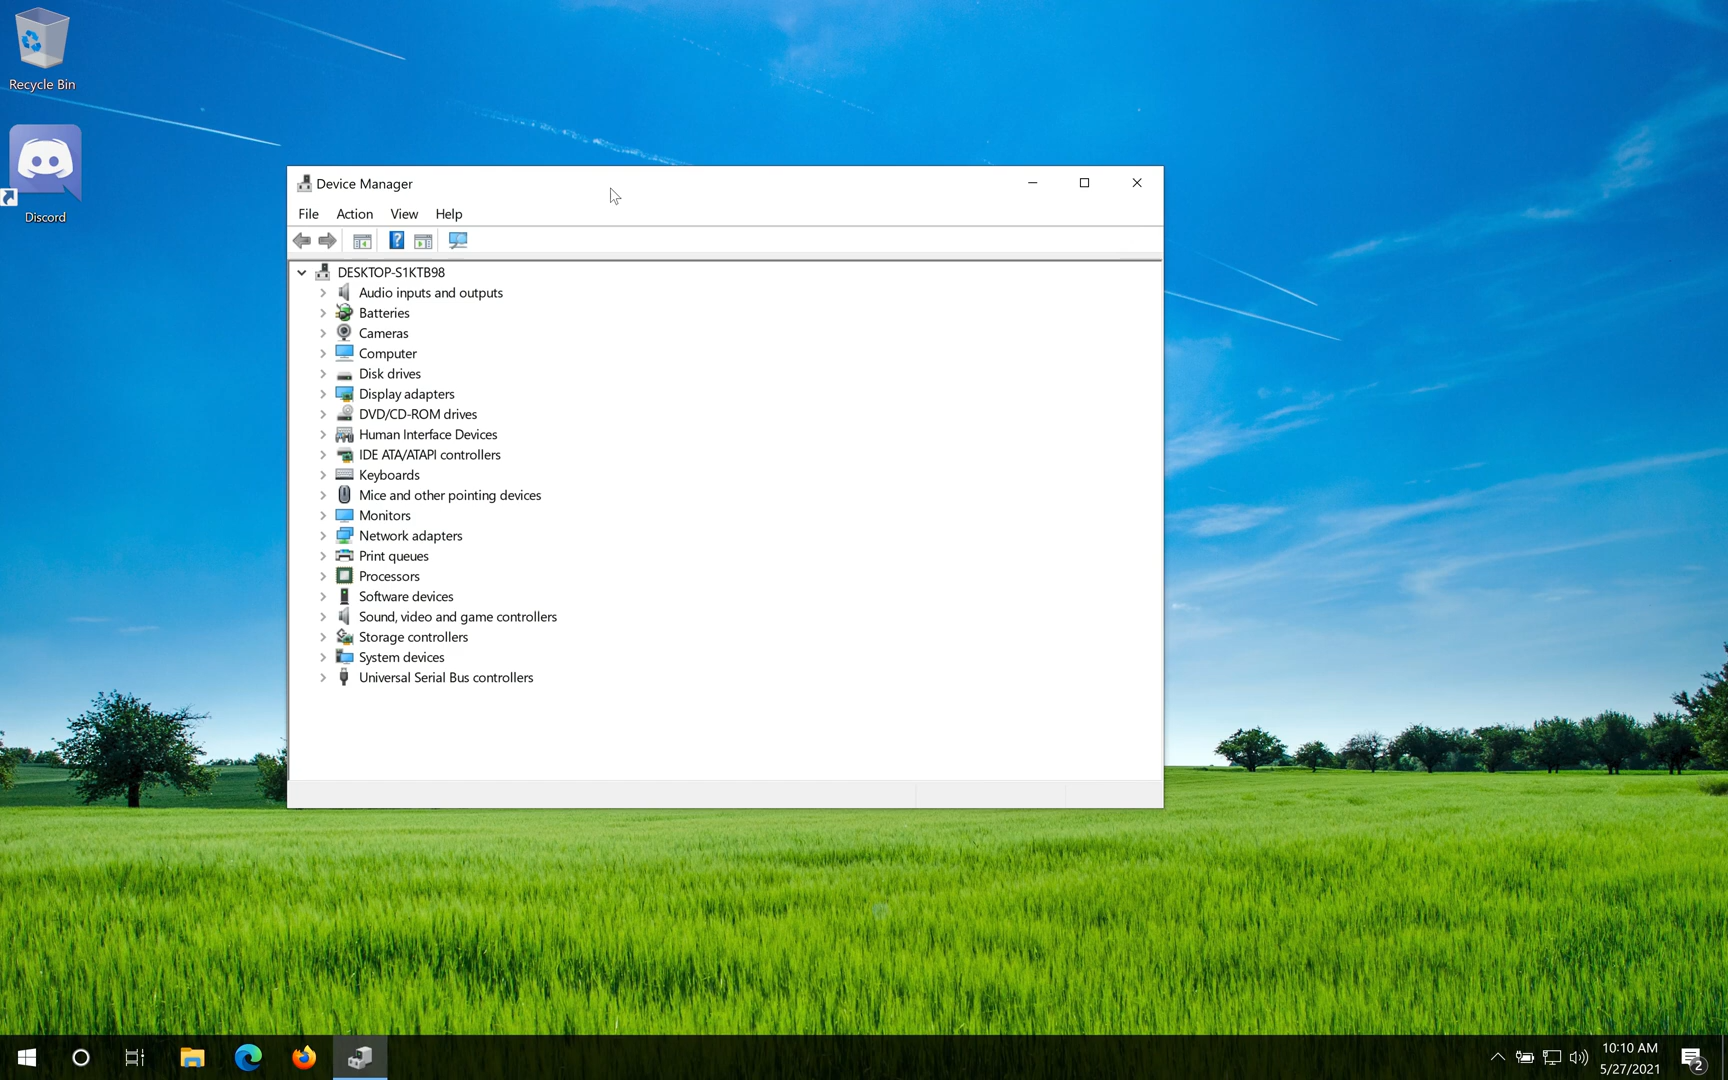 Recycle Bin
Discord
Device Manager
File Action View Help
DESKTOP-S1KTB98
Audio inputs and outputs
Batteries
Cameras
Computer
Disk drives
Display adapters
DVD/CD-ROM drives
Human Interface Devices
IDE ATA/ATAPI controllers
Keyboards
Mice and other pointing devices
Monitors
Network adapters
Print queues
Processors
Software devices
Sound, video and game controllers
Storage controllers
System devices
Universal Serial Bus controllers
10:10 AM
5/27/2021
2